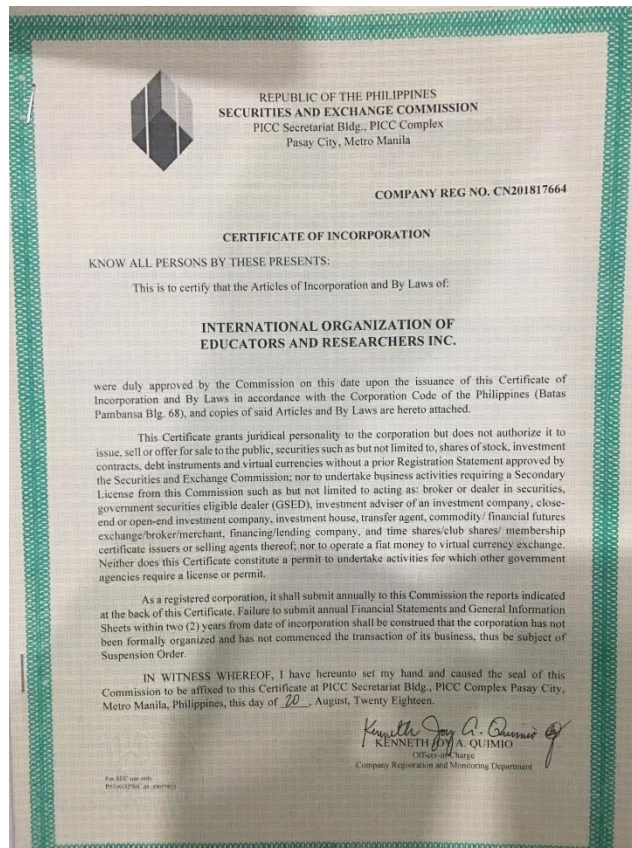 REPUBLIC OF THE PHILIPPINES
SECURITIES AND EXCHANGE COMMISSION
PICC Secretariat Bldg., PICC Complex
Pasay City, Metro Manila
COMPANY REG NO. CN201817664
CERTIFICATE OF INCORPORATION
KNOW ALL PERSONS BY THESE PRESENTS:
This is to certify that the Articles of Incorporation and By Laws of:
INTERNATIONAL ORGANIZATION OF
EDUCATORS AND RESEARCHERS INC.
were duly approved by the Commission on this date upon the issuance of this Certificate of
Incorporation and By Laws in accordance with the Corporation Code of the Philippines (Batas
Pambansa Blg. 68), and copies of said Articles and By Laws are hereto attached.
This Certificate grants juridical personality to the corporation but does not authorize it to
issue, sell or offer for sale to the public, securities such as but not limited to, shares of stock, investment
contracts, debt instruments and virtual currencies without a prior Registration Statement approved by
the Securities and Exchange Commission; nor to undertake business activities requiring a Secondary
License from this Commission such as but not limited to acting as: broker or dealer in securities,
government securities eligible dealer (GSED), investment adviser of an investment company, close-
end or open-end investment company, investment house, transfer agent, commodity/ financial futures
exchange/broker/merchant, financing/lending company, and time shares/club shares/ membership
certificate issuers or selling agents thereof; nor to operate a fiat money to virtual currency exchange.
Neither does this Certificate constitute a permit to undertake activities for which other government
agencies require a license or permit.
As a registered corporation, it shall submit annually to this Commission the reports indicated
at the back of this Certificate. Failure to submit annual Financial Statements and General Information
Sheets within two (2) years from date of incorporation shall be construed that the corporation has not
been formally organized and has not commenced the transaction of its business, thus be subject of
Suspension Order.
IN WITNESS WHEREOF, I have hereunto set my hand and caused the seal of this
Commission to be affixed to this Certificate at PICC Secretariat Bldg., PICC Complex Pasay City,
Metro Manila, Philippines, this day of 20, August, Twenty Eighteen.
Kenneth Joy A. Quimio
KENNETH JOY A. QUIMIO
Officer-in-Charge
Company Registration and Monitoring Department
For SEC use only